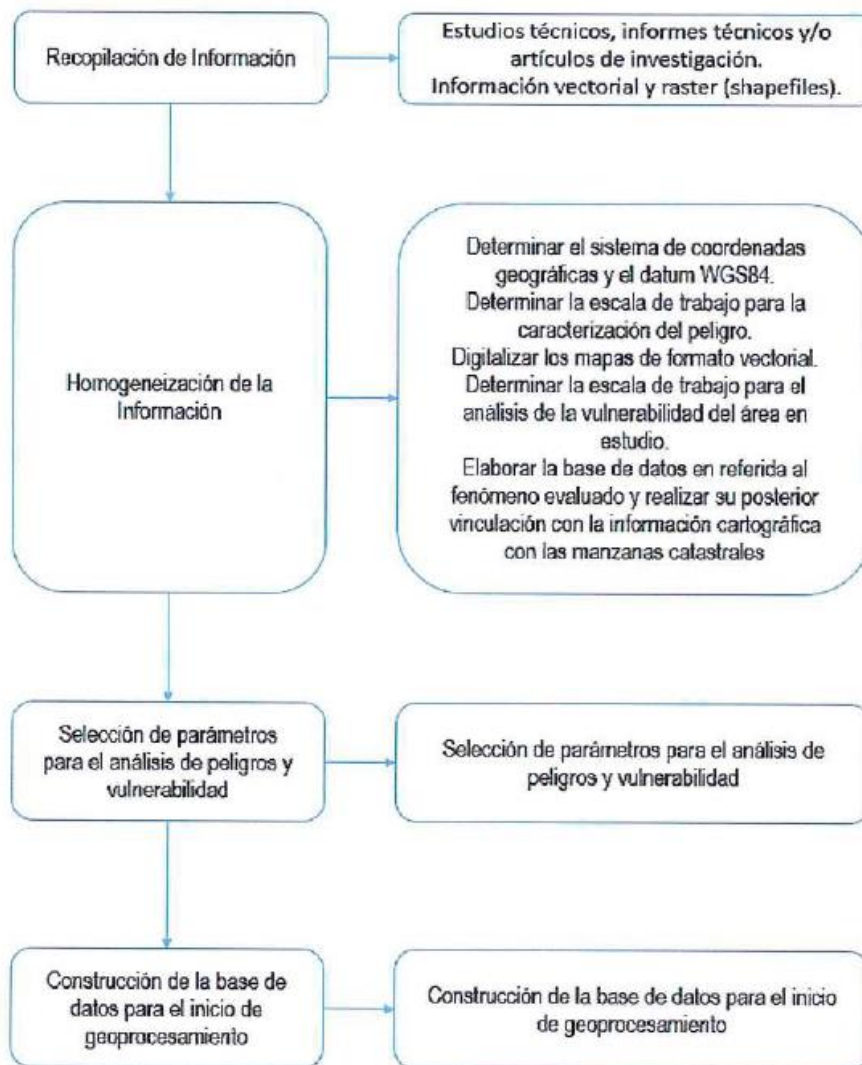 Recopilación de Información
Estudios técnicos, informes técnicos y/o
artículos de investigación.
Información vectorial y raster (shapefiles).
Homogeneización de la
Información
Determinar el sistema de coordenadas
geográficas y el datum WGS84.
Determinar la escala de trabajo para la
caracterización del peligro.
Digitalizar los mapas de formato vectorial.
Determinar la escala de trabajo para el
análisis de la vulnerabilidad del área en
estudio.
Elaborar la base de datos en referida al
fenómeno evaluado y realizar su posterior
vinculación con la información cartográfica
con las manzanas catastrales
Selección de parámetros
para el análisis de peligros y
vulnerabilidad
Selección de parámetros para el análisis de
peligros y vulnerabilidad
Construcción de la base de
datos para el inicio de
geoprocesamiento
Construcción de la base de datos para el inicio
de geoprocesamiento